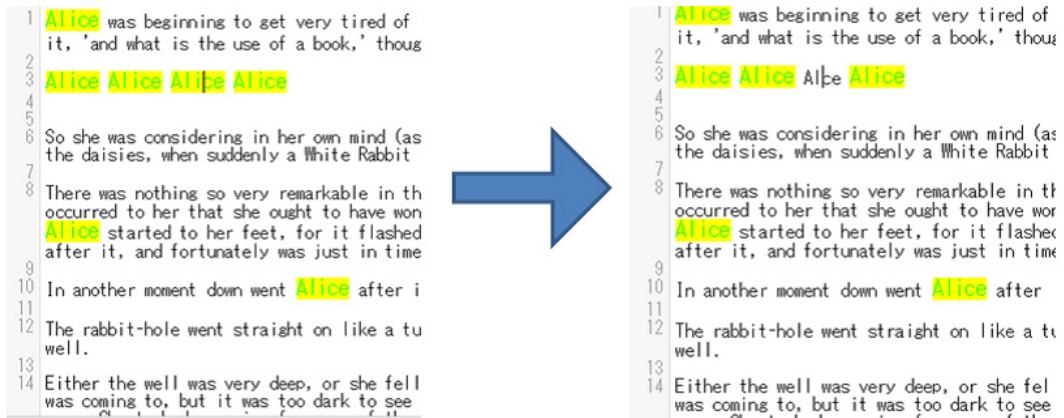 1 Alice was beginning to get very tired of
it, 'and what is the use of a book,' thoug
2
3 Alice Alice Alice Alice
4
5
6 So she was considering in her own mind (as
the daisies, when suddenly a White Rabbit
7
8 There was nothing so very remarkable in th
occurred to her that she ought to have won
Alice started to her feet, for it flashed
after it, and fortunately was just in time
9
10 In another moment down went Alice after i
11
12 The rabbit-hole went straight on like a tu
well.
13
14 Either the well was very deep, or she fell
was coming to, but it was too dark to see
1 Alice was beginning to get very tired of
it, 'and what is the use of a book,' thoug
2
3 Alice Alice Alce Alice
4
5
6 So she was considering in her own mind (as
the daisies, when suddenly a White Rabbit
7
8 There was nothing so very remarkable in th
occurred to her that she ought to have wor
Alice started to her feet, for it flashed
after it, and fortunately was just in time
9
10 In another moment down went Alice after
11
12 The rabbit-hole went straight on like a tu
well.
13
14 Either the well was very deep, or she fel
was coming to, but it was too dark to see